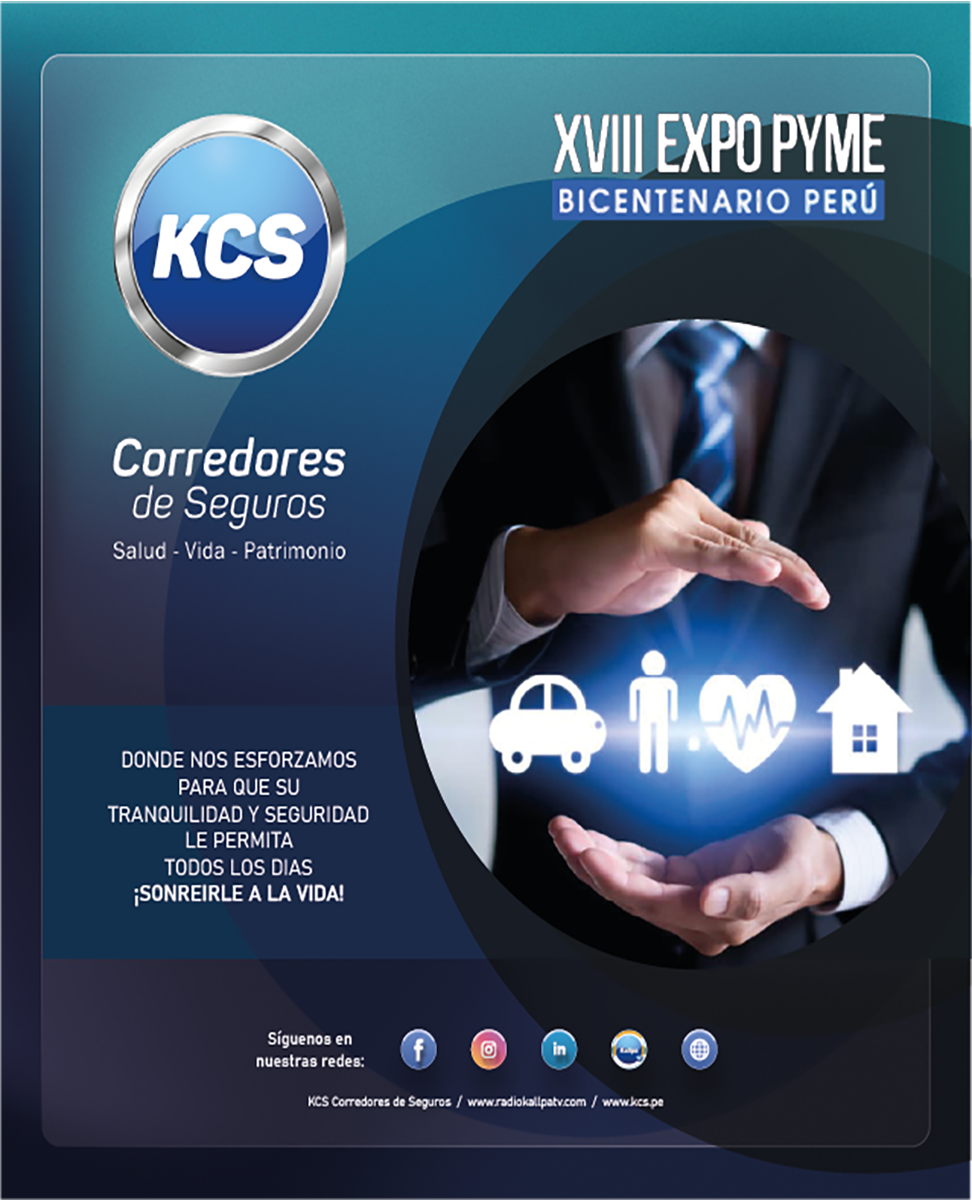 KCS
XVIII EXPO PYME
BICENTENARIO PERÚ
Corredores
de Seguros
Salud - Vida - Patrimonio
DONDE NOS ESFORZAMOS
PARA QUE SU
TRANQUILIDAD Y SEGURIDAD
LE PERMITA
TODOS LOS DIAS
¡SONREIRLE A LA VIDA!
Síguenos en
nuestras redes:
f
in
Kallpa
KCS Corredores de Seguros / www.radiokallpatv.com / www.kcs.pe